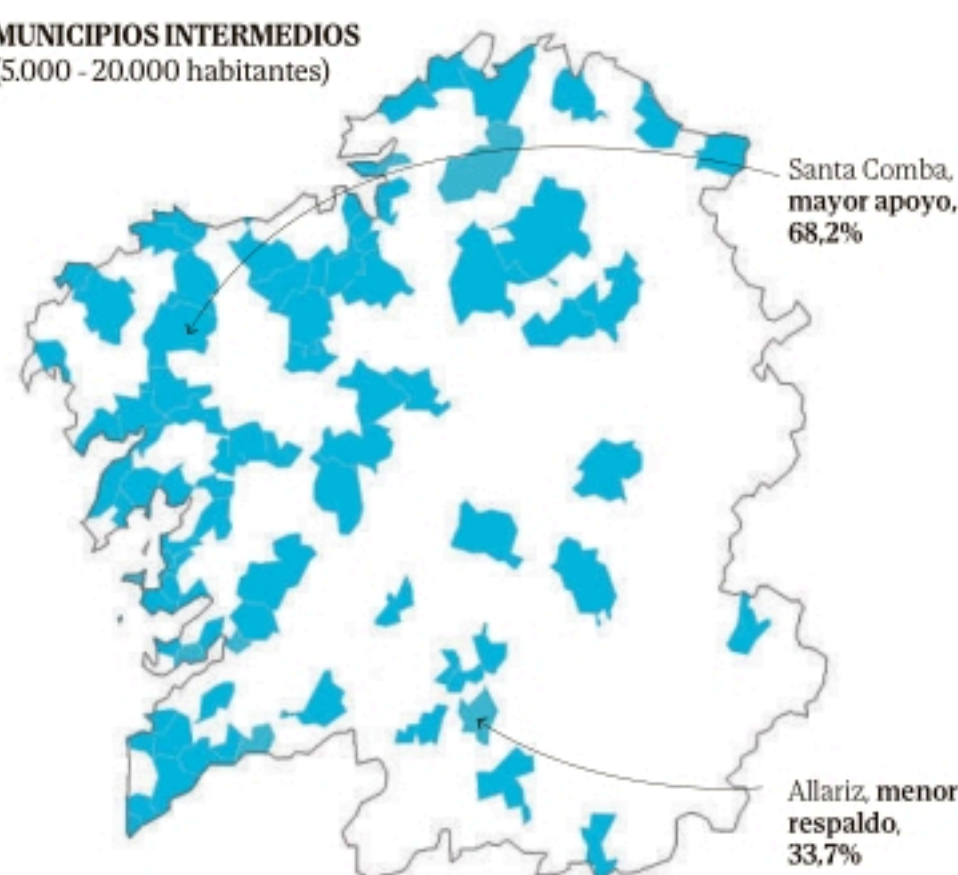 MUNICIPIOS INTERMEDIOS
(5.000 - 20.000 habitantes)
Santa Comba,
mayor apoyo,
68,2%
Allariz, menor
respaldo,
33,7%